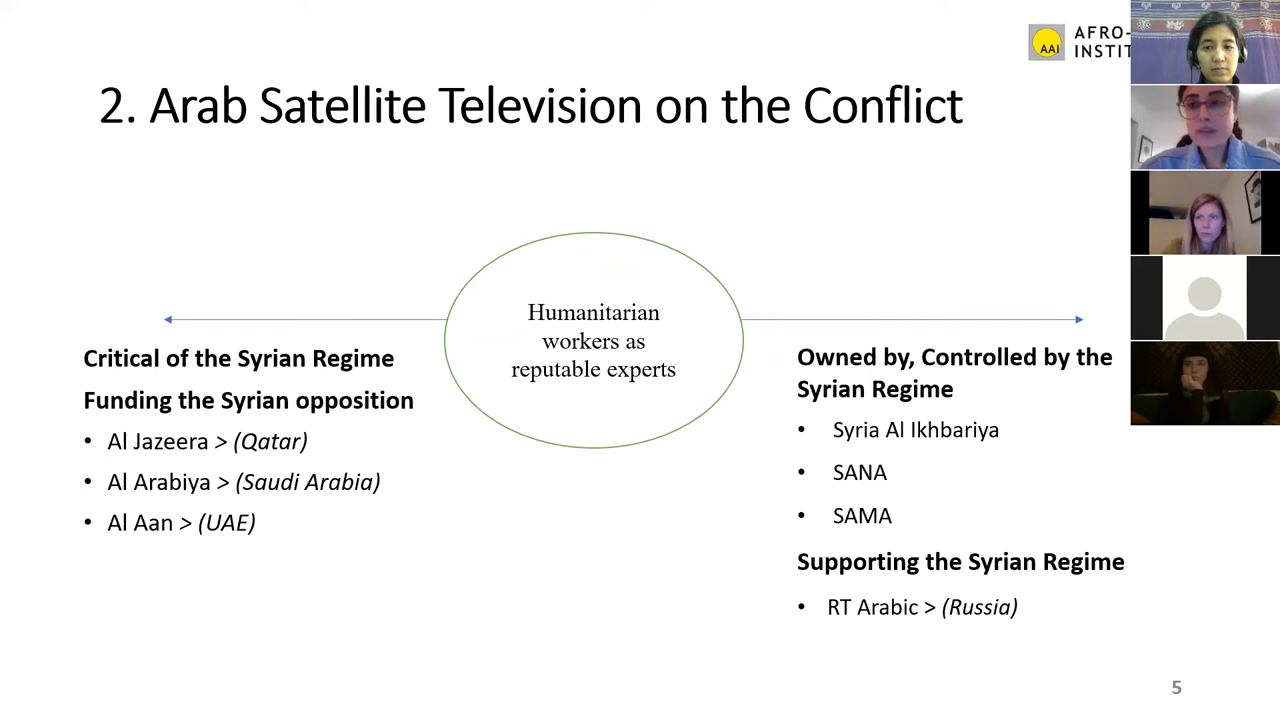 AAI
AFRO-
INSTIT
2. Arab Satellite Television on the Conflict
Humanitarian
workers as
reputable experts
Critical of the Syrian Regime
Funding the Syrian opposition
• Al Jazeera > (Qatar)
• Al Arabiya > (Saudi Arabia)
• Al Aan > (UAE)
Owned by, Controlled by the
Syrian Regime
• Syria Al Ikhbariya
• SANA
• SAMA
Supporting the Syrian Regime
• RT Arabic > (Russia)
5